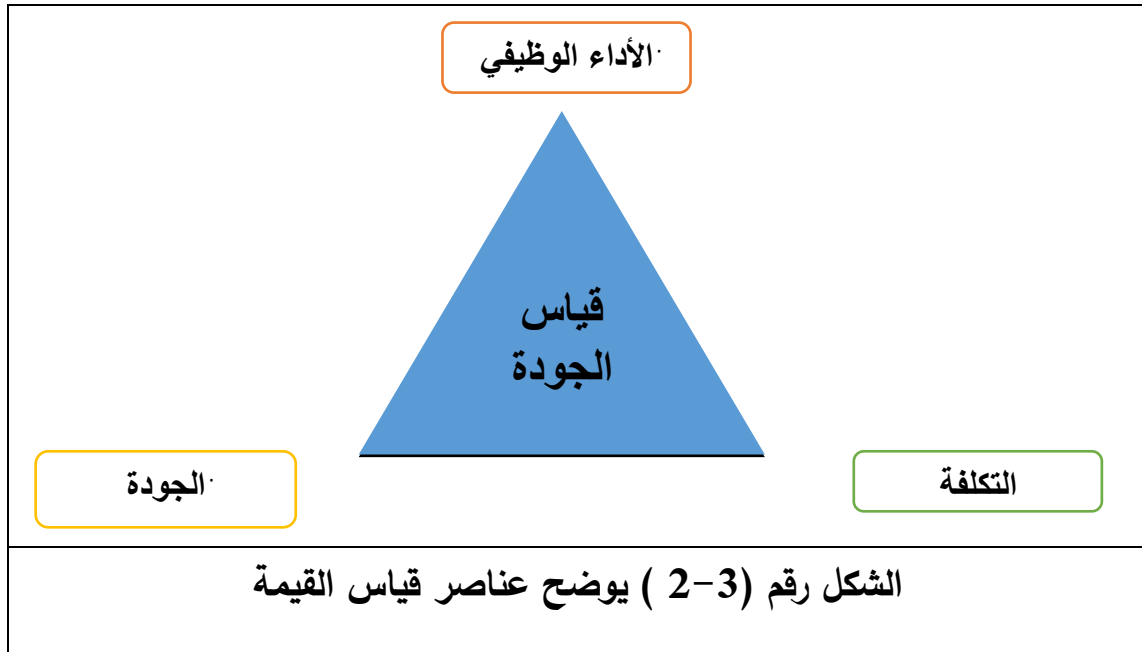 الأداء الوظيفي.
قياس
الجودة
التكلفة
الجودة.
الشكل رقم (3-2 ) يوضح عناصر قياس القيمة